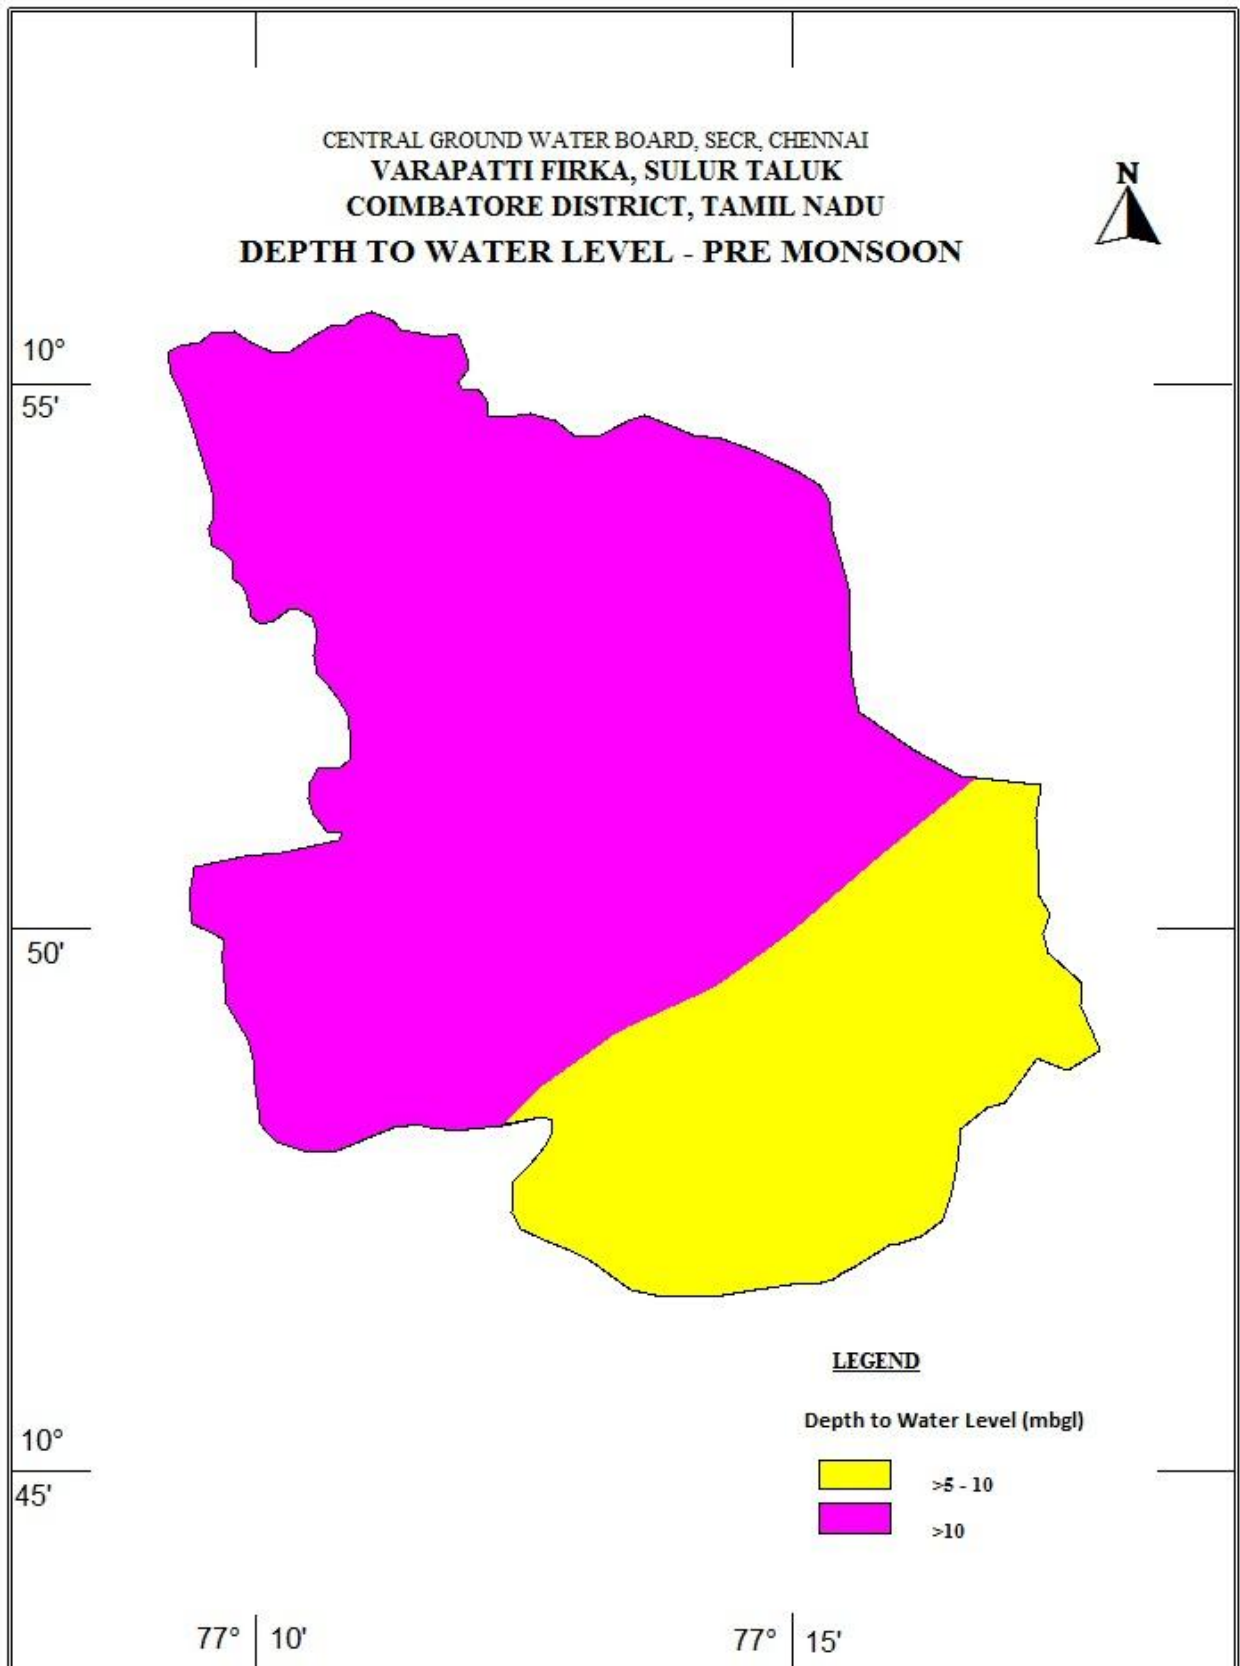 CENTRAL GROUND WATER BOARD, SECR, CHENNAI
VARAPATTI FIRKA, SULUR TALUK
COIMBATORE DISTRICT, TAMIL NADU
DEPTH TO WATER LEVEL - PRE MONSOON
N
10°
55'
50'
LEGEND
Depth to Water Level (mbgl)
>5 - 10
>10
10°
45'
77° 10'
77° 15'